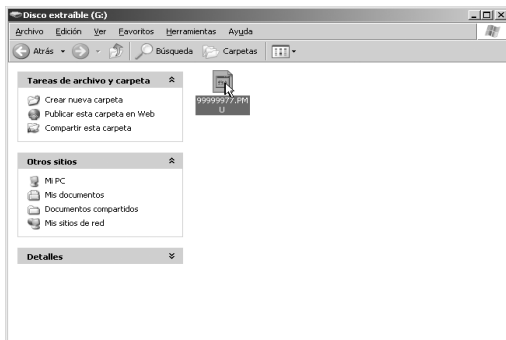 Disco extraíble (G:)
Archivo Edición Ver Favoritos Herramientas Ayuda
Atrás Búsqueda Carpetas
Tareas de archivo y carpeta
Crear nueva carpeta
Publicar esta carpeta en Web
Compartir esta carpeta
99999977.PM
U
Otros sitios
Mi PC
Mis documentos
Documentos compartidos
Mis sitios de red
Detalles